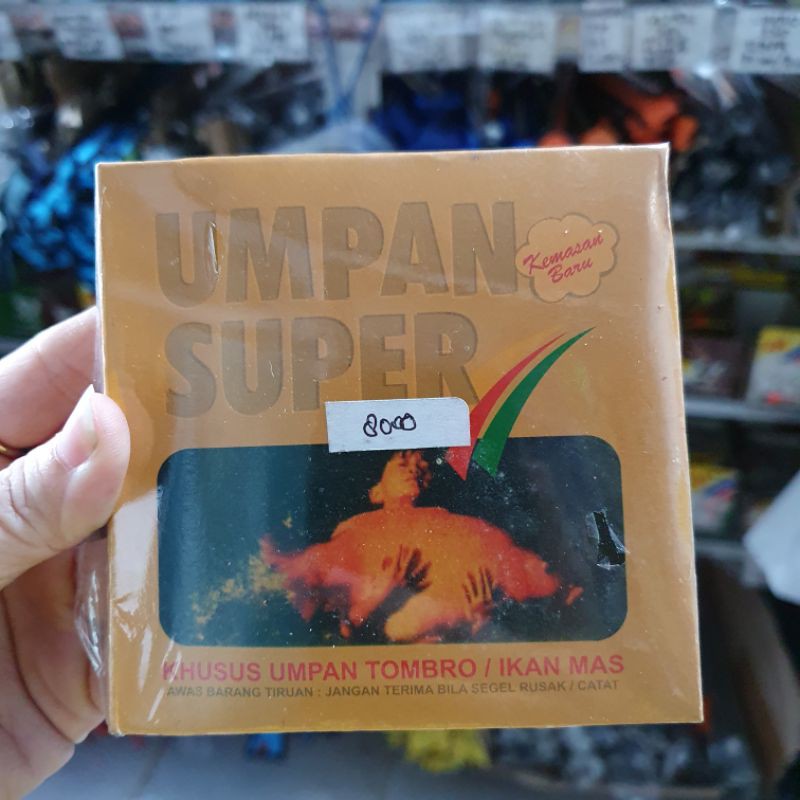 UMPAN
Kemasan
Baru
SUPER
8000
KHUSUS UMPAN TOMBRO / IKAN MAS
AWAS BARANG TIRUAN : JANGAN TERIMA BILA SEGEL RUSAK / CATAT